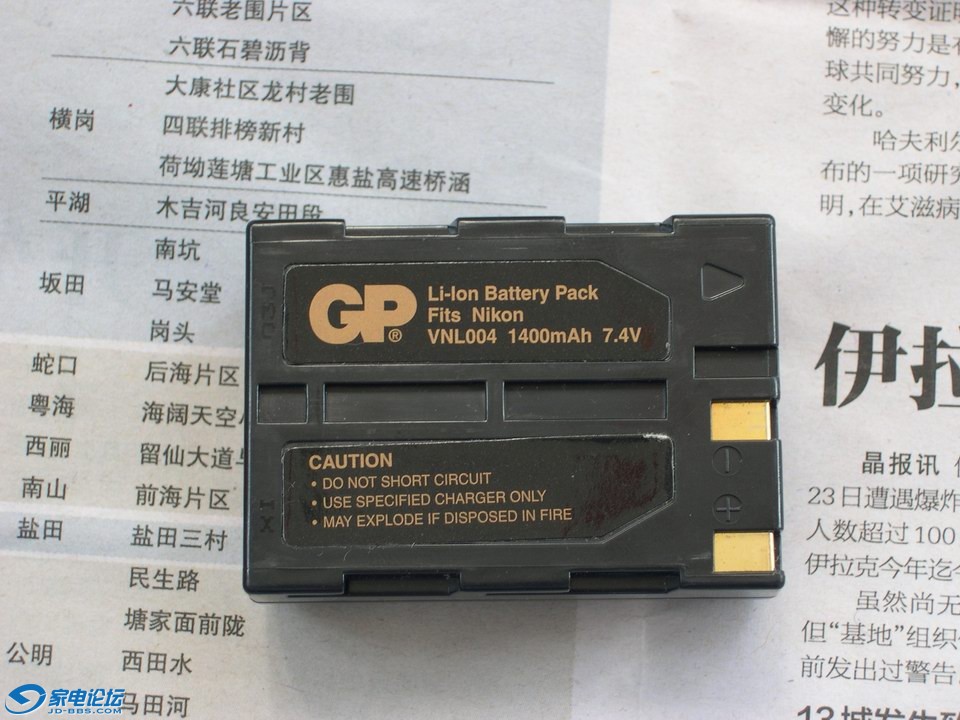 六联老围片区
六联石碧沥背
大康社区龙村老围
横岗 四联排榜新村
荷坳莲塘工业区惠盐高速桥涵
平湖 木吉河良安田段
南坑
坂田 马安堂
岗头
蛇口 后海片区
粤海 海阔天空
西丽 留仙大道
南山 前海片区
盐田 盐田三村
民生路
塘家面前陇
公明 西田水
马田河
这种转变证明
懈的努力是有
球共同努力,
变化。
哈夫利尔
布的一项研究
明,在艾滋病
GP®
Li-Ion Battery Pack
Fits Nikon
VNL004 1400mAh 7.4V
CAUTION
• DO NOT SHORT CIRCUIT
• USE SPECIFIED CHARGER ONLY
• MAY EXPLODE IF DISPOSED IN FIRE
− 
+
伊拉
晶报讯
23日遭遇爆炸
人数超过100
伊拉克今年迄今
虽然尚无
但“基地”组织
前发出过警告
家电论坛
JD-BBS.COM